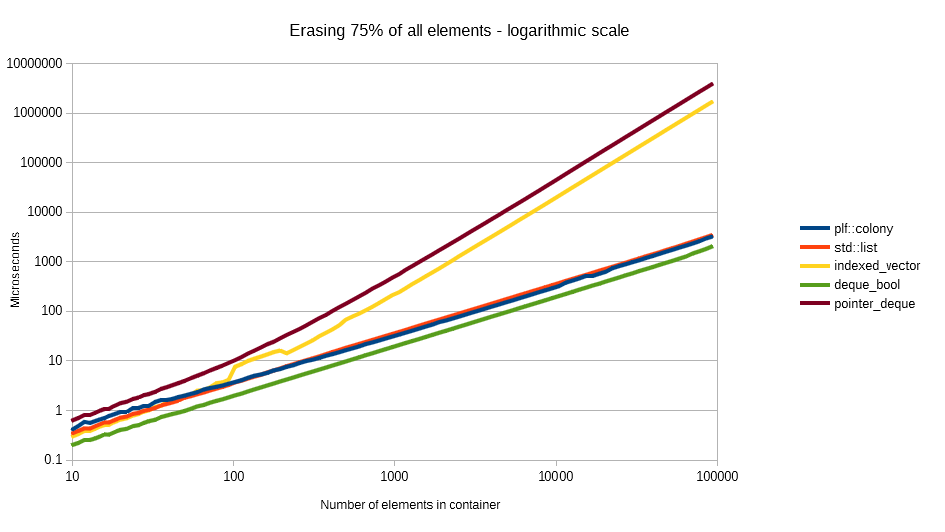 Erasing 75% of all elements - logarithmic scale
10000000
1000000
100000
10000
1000
100
10
1
0.1
Microseconds
10 100 1000 10000 100000
Number of elements in container
plf::colony
std::list
indexed_vector
deque_bool
pointer_deque